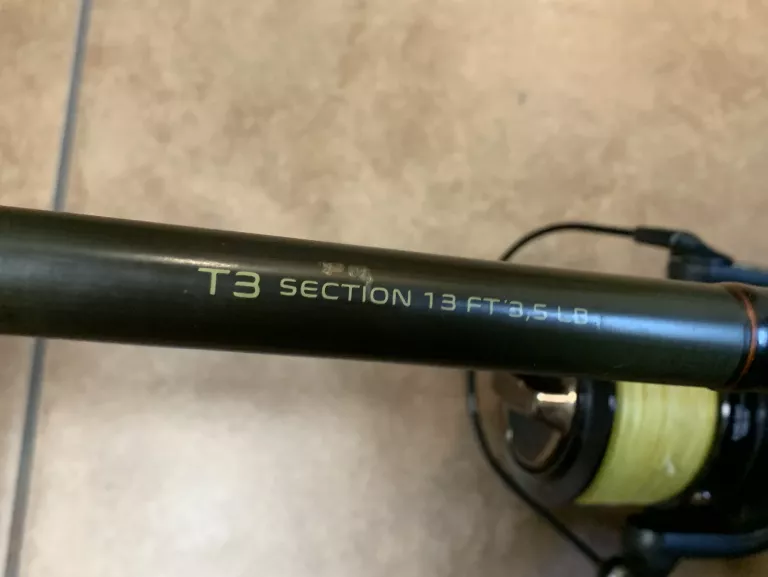 T3 SECTION 13 FT 3,5 LB